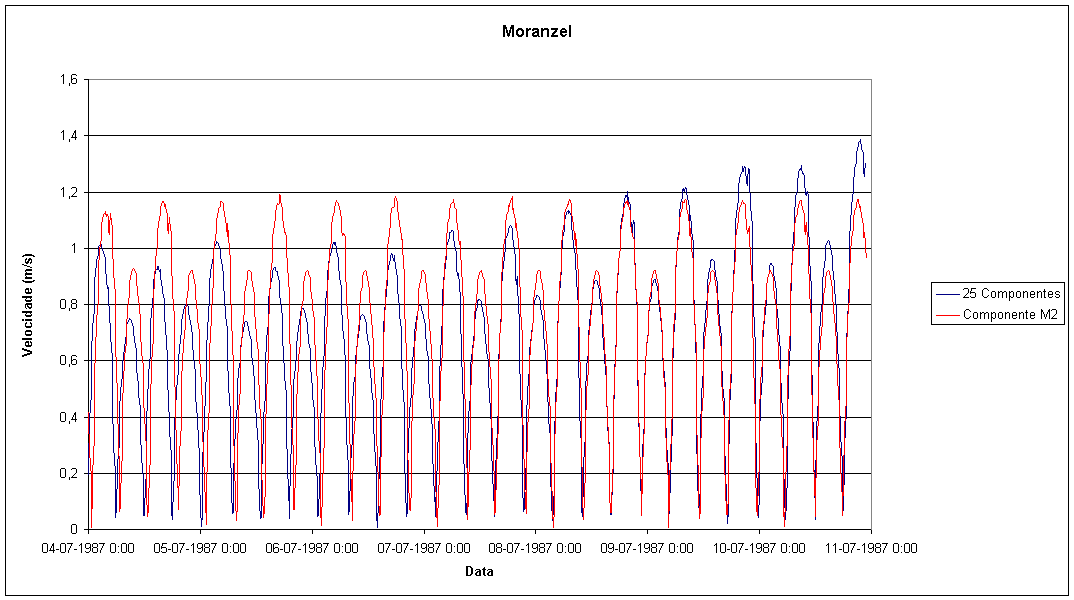 Moranzel
1,6
1,4
1,2
1
0,8
0,6
0,4
0,2
0
Velocidade (m/s)
04-07-1987 0:00 05-07-1987 0:00 06-07-1987 0:00 07-07-1987 0:00 08-07-1987 0:00 09-07-1987 0:00 10-07-1987 0:00 11-07-1987 0:00
Data
25 Componentes
Componente M2